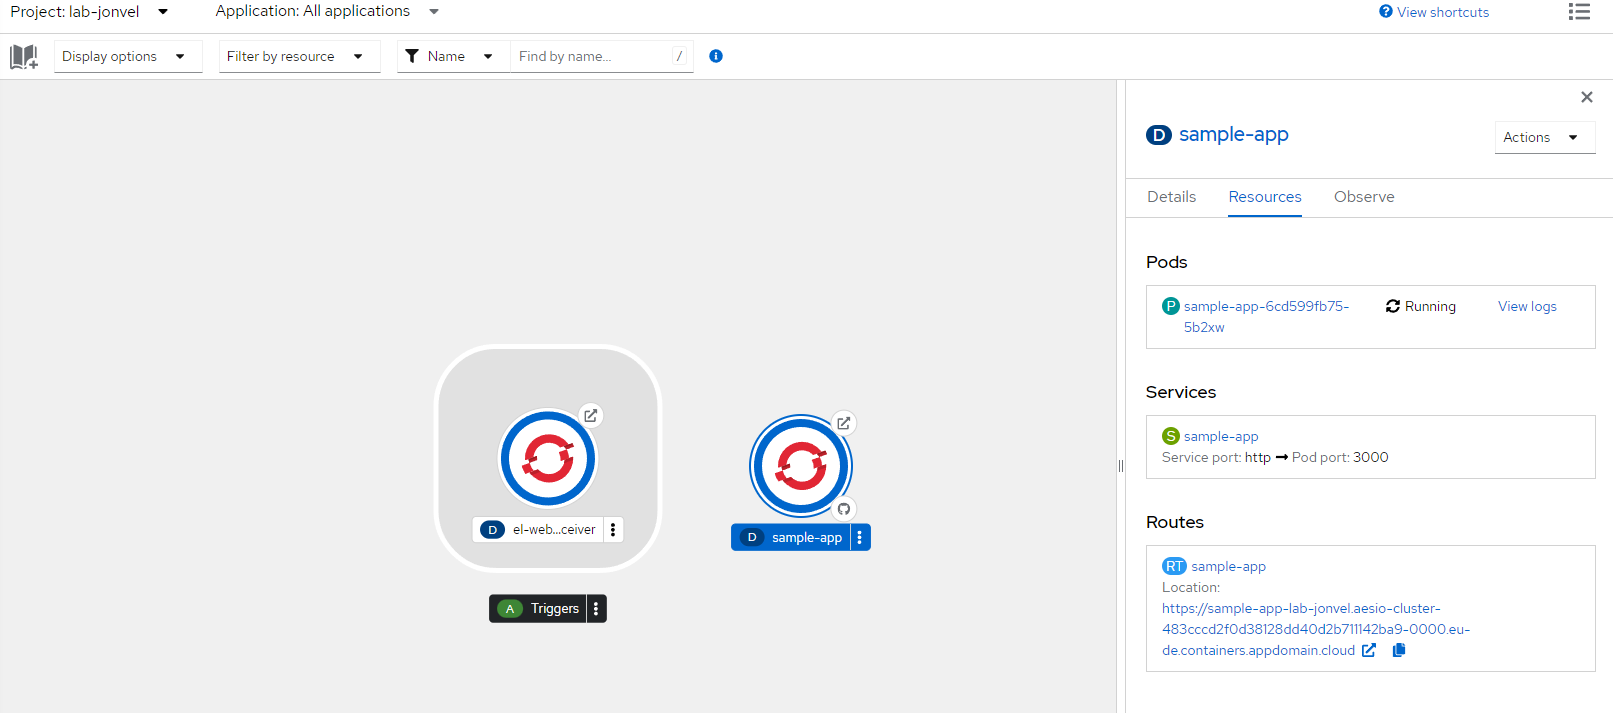 Project: lab-jonvel
Application: All applications
View shortcuts
Display options
Filter by resource
Name
Find by name...
/
D sample-app
Actions
Details
Resources
Observe
Pods
P sample-app-6cd599fb75-
5b2xw
Running
View logs
Services
S sample-app
Service port: http → Pod port: 3000
Routes
RT sample-app
Location:
https://sample-app-lab-jonvel.aesio-cluster-
483cccd2f0d38128dd40d2b711142ba9-0000.eu-
de.containers.appdomain.cloud
D el-web...ceiver
D sample-app
A Triggers